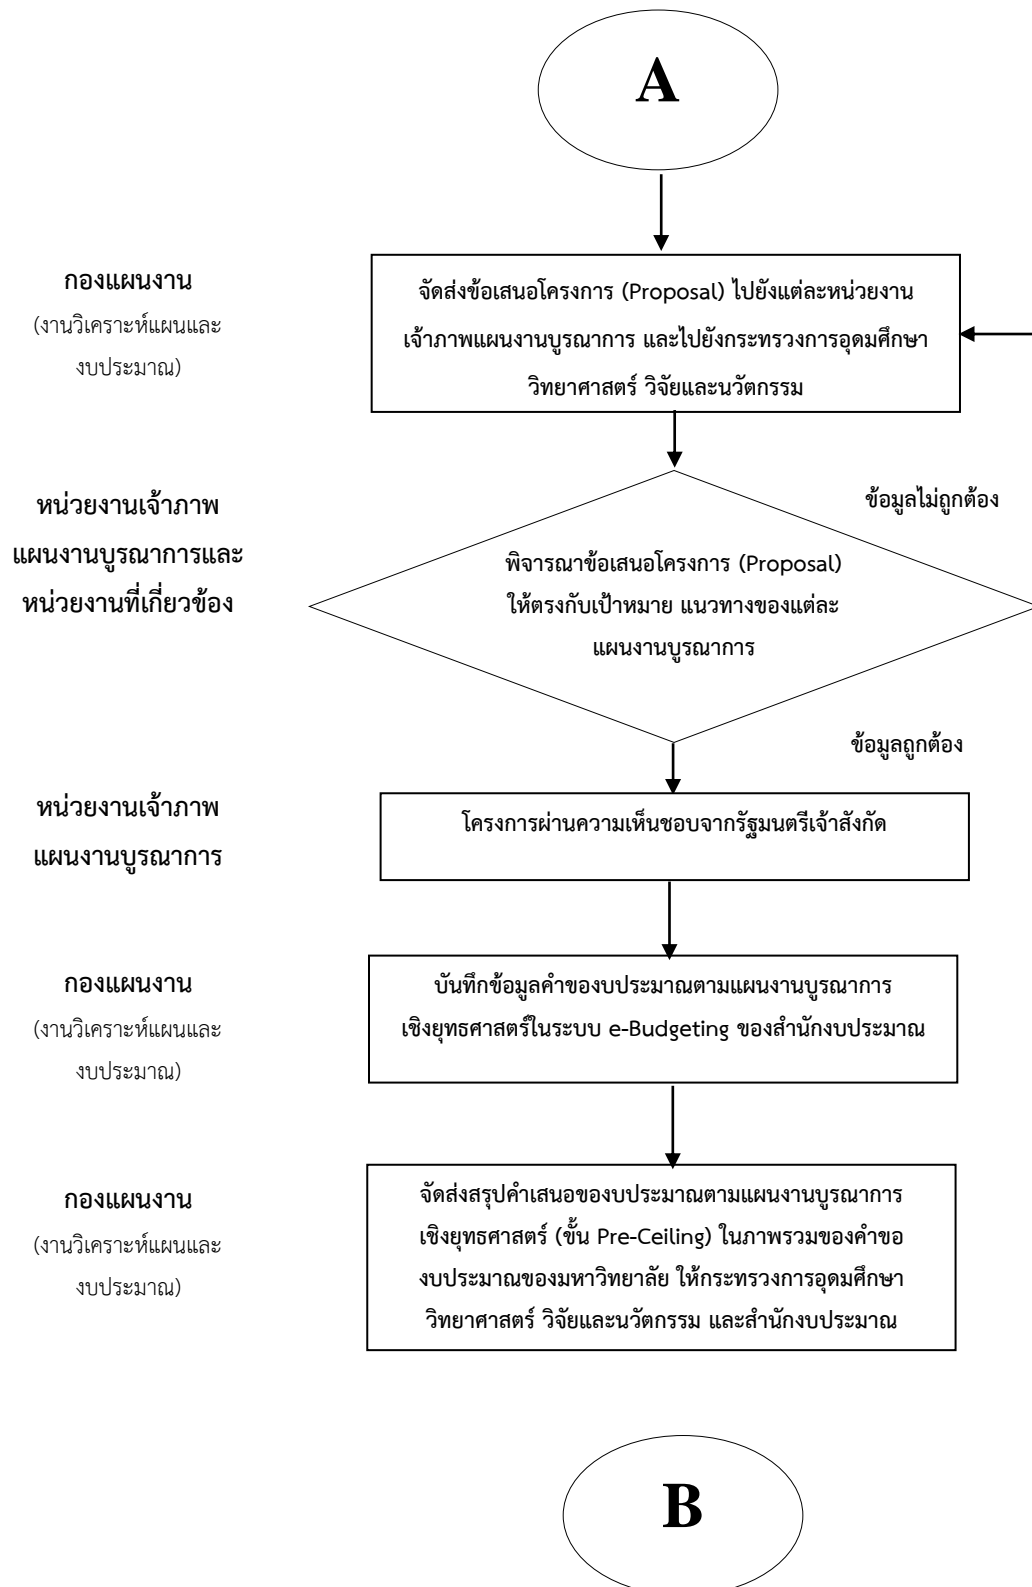 A
กองแผนงาน
(งานวิเคราะห์แผนและ
งบประมาณ)
จัดส่งข้อเสนอโครงการ (Proposal) ไปยังแต่ละหน่วยงาน
เจ้าภาพแผนงานบูรณาการ และไปยังกระทรวงการอุดมศึกษา
วิทยาศาสตร์ วิจัยและนวัตกรรม
หน่วยงานเจ้าภาพ
แผนงานบูรณาการและ
หน่วยงานที่เกี่ยวข้อง
ข้อมูลไม่ถูกต้อง
พิจารณาข้อเสนอโครงการ (Proposal)
ให้ตรงกับเป้าหมาย แนวทางของแต่ละ
แผนงานบูรณาการ
ข้อมูลถูกต้อง
หน่วยงานเจ้าภาพ
แผนงานบูรณาการ
โครงการผ่านความเห็นชอบจากรัฐมนตรีเจ้าสังกัด
กองแผนงาน
(งานวิเคราะห์แผนและ
งบประมาณ)
บันทึกข้อมูลคำของบประมาณตามแผนงานบูรณาการ
เชิงยุทธศาสตร์ในระบบ e-Budgeting ของสำนักงบประมาณ
กองแผนงาน
(งานวิเคราะห์แผนและ
งบประมาณ)
จัดส่งสรุปคำเสนอของบประมาณตามแผนงานบูรณาการ
เชิงยุทธศาสตร์ (ขั้น Pre-Ceiling) ในภาพรวมของคำขอ
งบประมาณของมหาวิทยาลัย ให้กระทรวงการอุดมศึกษา
วิทยาศาสตร์ วิจัยและนวัตกรรม และสำนักงบประมาณ
B